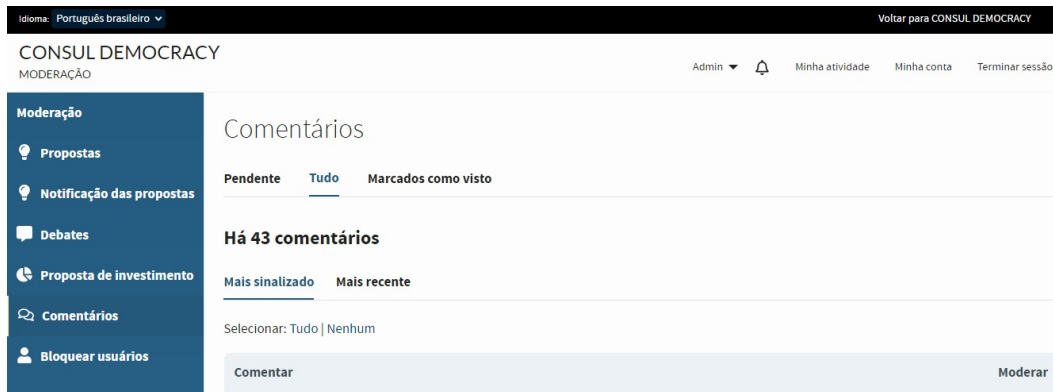 Idioma: Português brasileiro
Voltar para CONSUL DEMOCRACY
CONSUL DEMOCRACY
MODERAÇÃO
Admin
Minha atividade
Minha conta
Terminar sessão
Moderação
Propostas
Notificação das propostas
Debates
Proposta de investimento
Comentários
Bloquear usuários
Comentários
Pendente Tudo Marcados como visto
Há 43 comentários
Mais sinalizado Mais recente
Selecionar: Tudo | Nenhum
Comentar Moderar